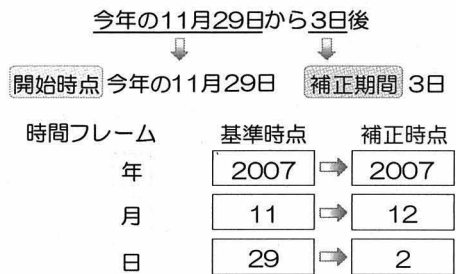 今年の11月29日から3日後
開始時点 今年の11月29日 補正期間 3日
時間フレーム 基準時点 補正時点
年 2007 2007
月 11 12
日 29 2